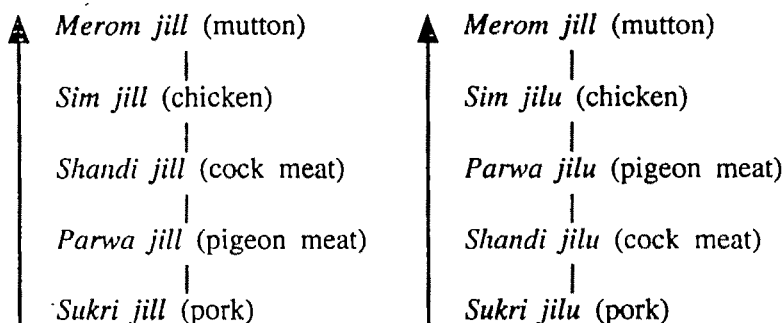 Merom jill (mutton)
Sim jill (chicken)
Shandi jill (cock meat)
Parwa jill (pigeon meat)
Sukri jill (pork)
Merom jill (mutton)
Sim jilu (chicken)
Parwa jilu (pigeon meat)
Shandi jilu (cock meat)
Sukri jilu (pork)